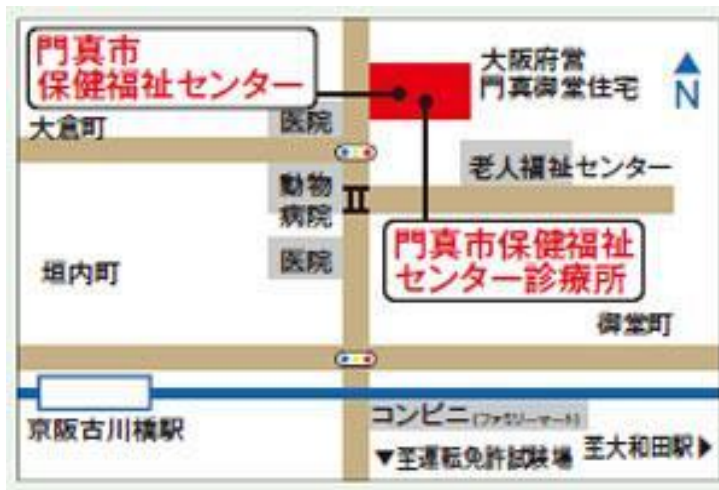 門真市
保健福祉センター
大阪府営
門真御堂住宅
N
大倉町
医院
老人福祉センター
動物
病院
門真市保健福祉
センター診療所
垣内町
医院
御堂町
京阪古川橋駅
コンビニ(ファミリーマート)
▼至運転免許試験場
至大和田駅▶